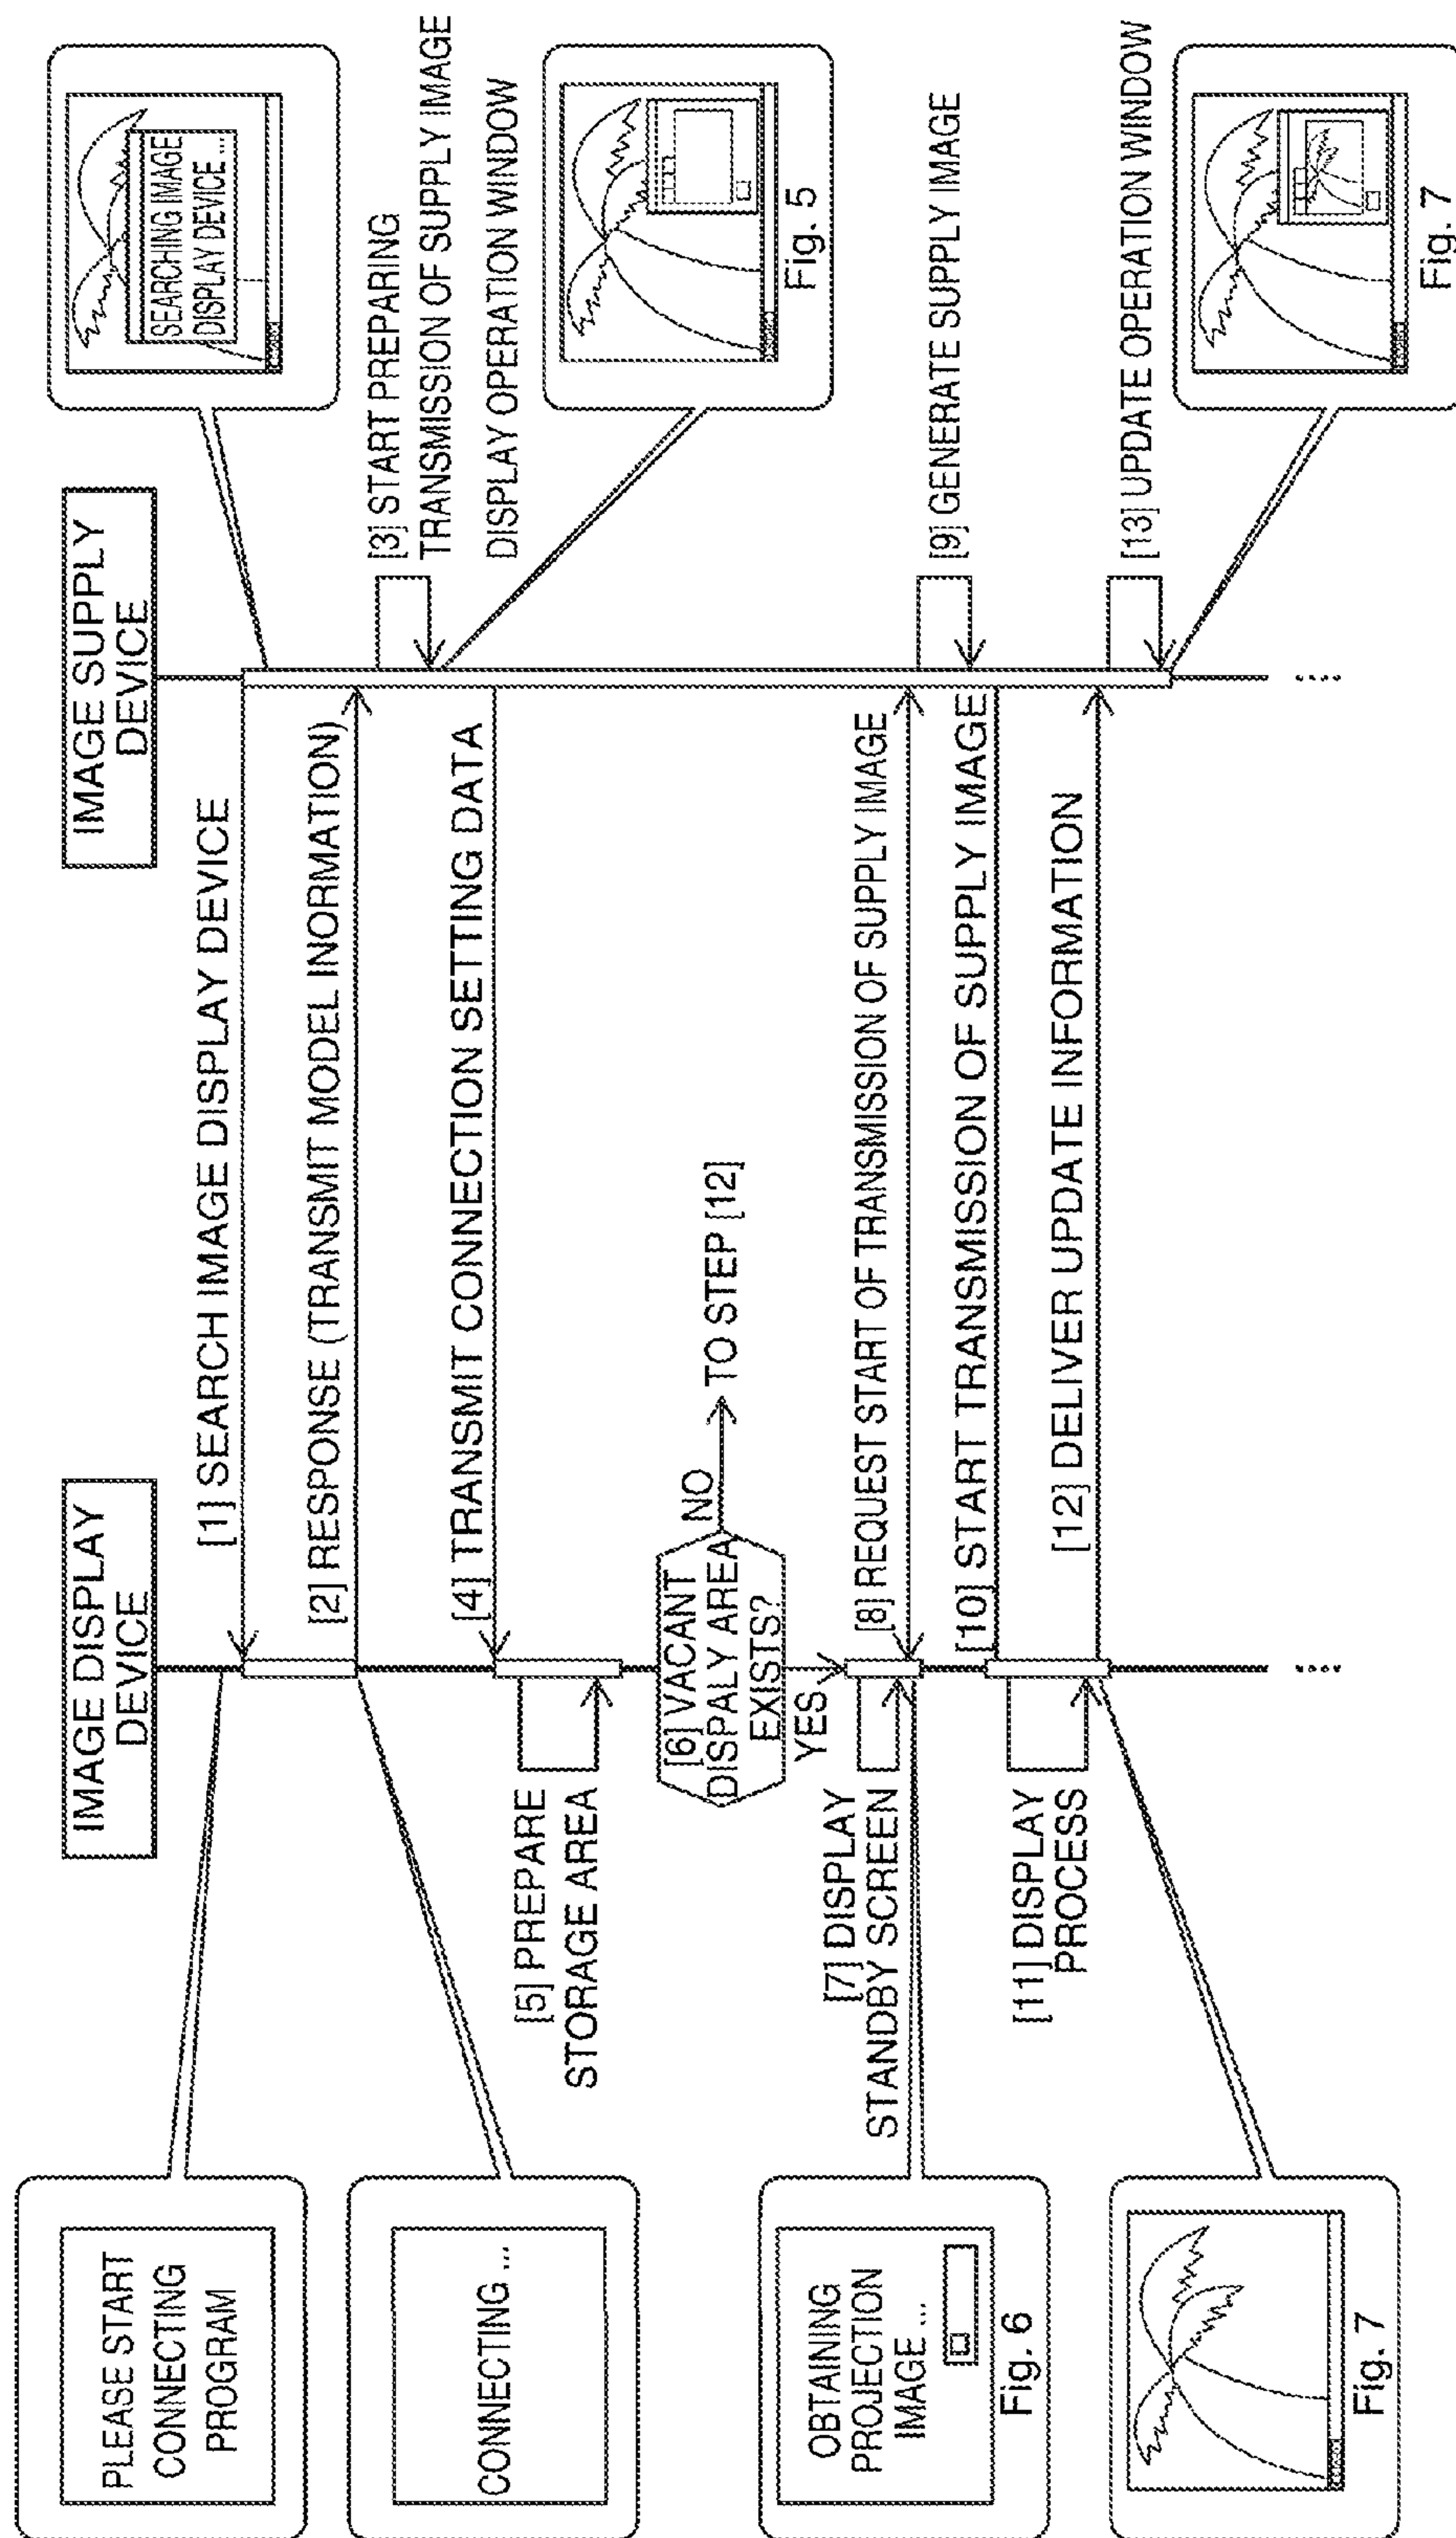 IMAGE DISPLAY
DEVICE
IMAGE SUPPLY
DEVICE
PLEASE START
CONNECTING
PROGRAM
[1] SEARCH IMAGE DISPLAY DEVICE
SEARCHING IMAGE
DISPLAY DEVICE ...
CONNECTING ...
[2] RESPONSE (TRANSMIT MODEL INORMATION)
[3] START PREPARING
TRANSMISSION OF SUPPLY IMAGE
DISPLAY OPERATION WINDOW
[4] TRANSMIT CONNECTION SETTING DATA
Fig. 5
[5] PREPARE
STORAGE AREA
[6] VACANT
DISPALY AREA
EXISTS?
NO
TO STEP [12]
YES
[7] DISPLAY
STANDBY SCREEN
OBTAINING
PROJECTION
IMAGE ...
Fig. 6
[8] REQUEST START OF TRANSMISSION OF SUPPLY IMAGE
[9] GENERATE SUPPLY IMAGE
[10] START TRANSMISSION OF SUPPLY IMAGE
[11] DISPLAY
PROCESS
[12] DELIVER UPDATE INFORMATION
[13] UPDATE OPERATION WINDOW
Fig. 7
Fig. 7